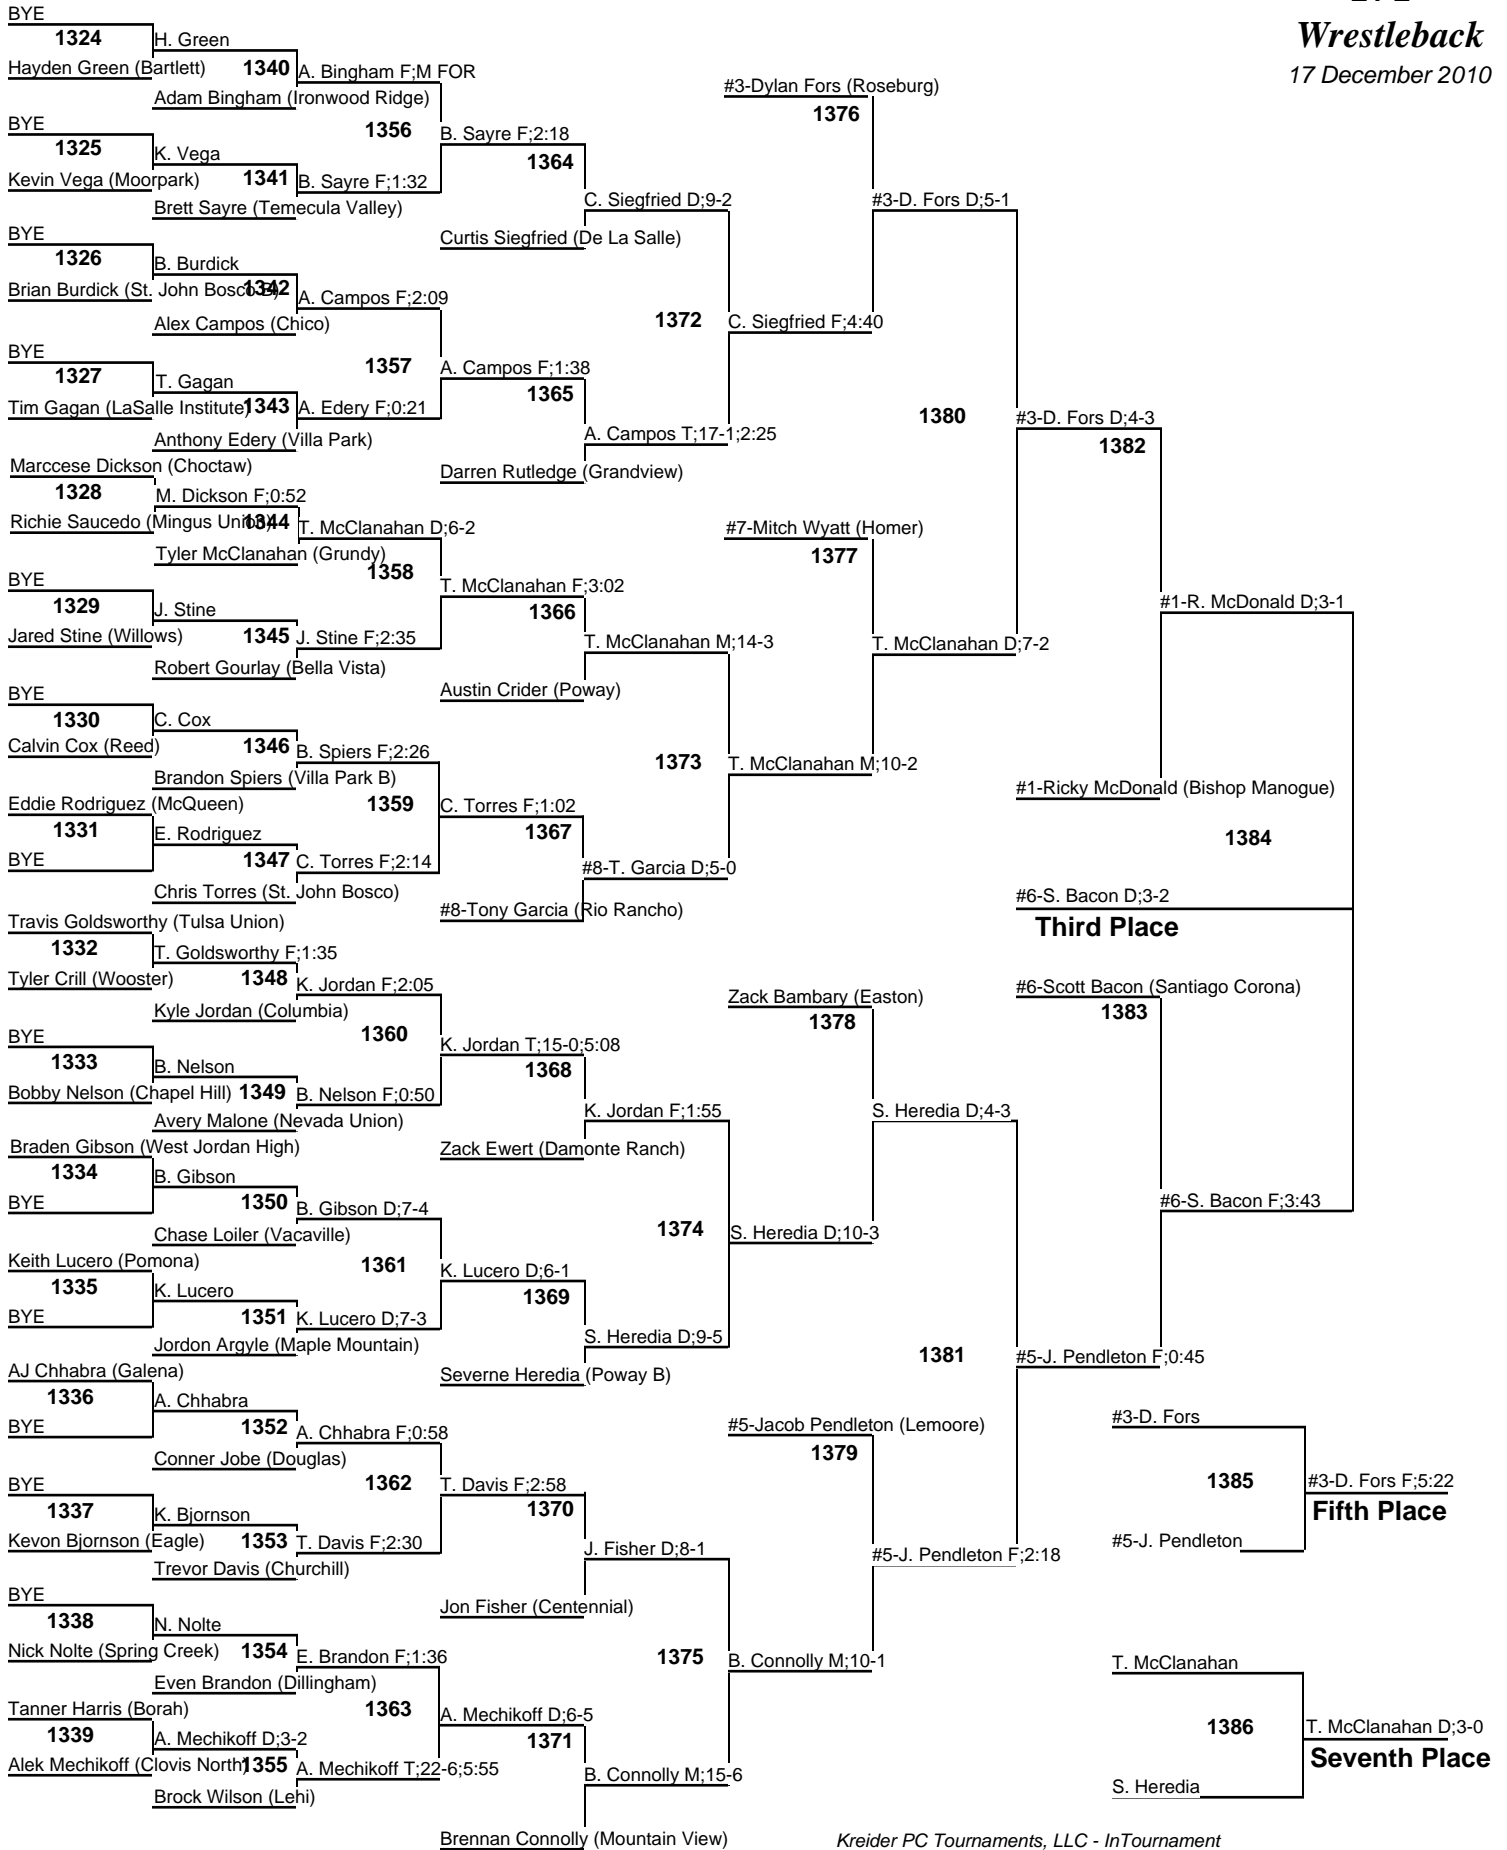 Wrestleback
17 December 2010
BYE
1324
H. Green
Hayden Green (Bartlett)
1340
A. Bingham F;M FOR
Adam Bingham (Ironwood Ridge)
BYE
1356
B. Sayre F;2:18
1325
K. Vega
Kevin Vega (Moorpark)
1341
B. Sayre F;1:32
Brett Sayre (Temecula Valley)
1364
C. Siegfried D;9-2
Curtis Siegfried (De La Salle)
#3-Dylan Fors (Roseburg)
1376
#3-D. Fors D;5-1
BYE
1326
B. Burdick
Brian Burdick (St. John Bosco B)
1342
A. Campos F;2:09
Alex Campos (Chico)
1372
C. Siegfried F;4:40
BYE
1357
A. Campos F;1:38
1327
T. Gagan
Tim Gagan (LaSalle Institute)
1343
A. Edery F;0:21
Anthony Edery (Villa Park)
1365
A. Campos T;17-1;2:25
Darren Rutledge (Grandview)
1380
#3-D. Fors D;4-3
1382
Marccese Dickson (Choctaw)
1328
M. Dickson F;0:52
Richie Saucedo (Mingus Union)
1344
T. McClanahan D;6-2
Tyler McClanahan (Grundy)
1358
T. McClanahan F;3:02
#7-Mitch Wyatt (Homer)
1377
BYE
1329
J. Stine
Jared Stine (Willows)
1345
J. Stine F;2:35
Robert Gourlay (Bella Vista)
1366
T. McClanahan M;14-3
Austin Crider (Poway)
T. McClanahan D;7-2
#1-R. McDonald D;3-1
BYE
1330
C. Cox
Calvin Cox (Reed)
1346
B. Spiers F;2:26
Brandon Spiers (Villa Park B)
1373
T. McClanahan M;10-2
#1-Ricky McDonald (Bishop Manogue)
Eddie Rodriguez (McQueen)
1359
C. Torres F;1:02
1331
E. Rodriguez
BYE
1347
C. Torres F;2:14
Chris Torres (St. John Bosco)
1367
#8-T. Garcia D;5-0
#8-Tony Garcia (Rio Rancho)
1384
#6-S. Bacon D;3-2
Third Place
Travis Goldsworthy (Tulsa Union)
1332
T. Goldsworthy F;1:35
Tyler Crill (Wooster)
1348
K. Jordan F;2:05
Kyle Jordan (Columbia)
Zack Bambary (Easton)
1378
#6-Scott Bacon (Santiago Corona)
1383
BYE
1360
K. Jordan T;15-0;5:08
1333
B. Nelson
Bobby Nelson (Chapel Hill)
1349
B. Nelson F;0:50
Avery Malone (Nevada Union)
1368
K. Jordan F;1:55
Zack Ewert (Damonte Ranch)
S. Heredia D;4-3
Braden Gibson (West Jordan High)
1334
B. Gibson
BYE
1350
B. Gibson D;7-4
Chase Loiler (Vacaville)
1374
S. Heredia D;10-3
#6-S. Bacon F;3:43
Keith Lucero (Pomona)
1361
K. Lucero D;6-1
1335
K. Lucero
BYE
1351
K. Lucero D;7-3
Jordon Argyle (Maple Mountain)
1369
S. Heredia D;9-5
Severne Heredia (Poway B)
1381
#5-J. Pendleton F;0:45
AJ Chhabra (Galena)
1336
A. Chhabra
BYE
1352
A. Chhabra F;0:58
Conner Jobe (Douglas)
#5-Jacob Pendleton (Lemoore)
1379
#3-D. Fors
BYE
1362
T. Davis F;2:58
1337
K. Bjornson
Kevon Bjornson (Eagle)
1353
T. Davis F;2:30
Trevor Davis (Churchill)
1370
J. Fisher D;8-1
Jon Fisher (Centennial)
#5-J. Pendleton F;2:18
1385
#3-D. Fors F;5:22
Fifth Place
#5-J. Pendleton
BYE
1338
N. Nolte
Nick Nolte (Spring Creek)
1354
E. Brandon F;1:36
Even Brandon (Dillingham)
1375
B. Connolly M;10-1
T. McClanahan
Tanner Harris (Borah)
1363
A. Mechikoff D;6-5
1339
A. Mechikoff D;3-2
Alek Mechikoff (Clovis North)
1355
A. Mechikoff T;22-6;5:55
Brock Wilson (Lehi)
1371
B. Connolly M;15-6
Brennan Connolly (Mountain View)
1386
T. McClanahan D;3-0
Seventh Place
S. Heredia
Kreider PC Tournaments, LLC - InTournament